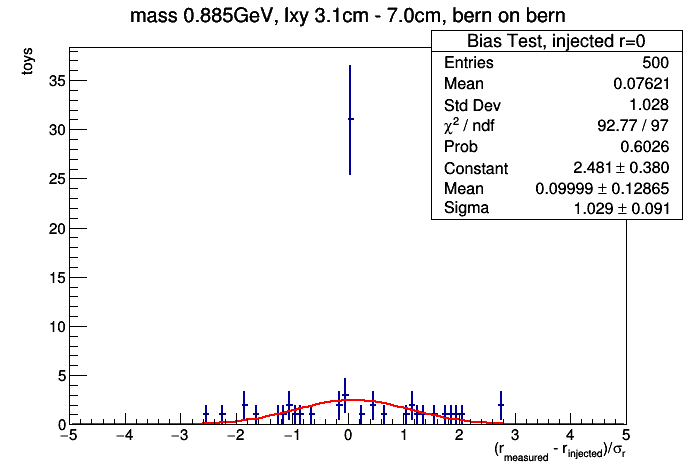 mass 0.885GeV, lxy 3.1cm - 7.0cm, bern on bern
Bias Test, injected r=0
Entries 500
Mean 0.07621
Std Dev 1.028
χ² / ndf 92.77 / 97
Prob 0.6026
Constant 2.481 ± 0.380
Mean 0.09999 ± 0.12865
Sigma 1.029 ± 0.091
toys
35
30
25
20
15
10
5
0
−5 −4 −3 −2 −1 0 1 2 3 4 5
(r_measured - r_injected)/σ_r